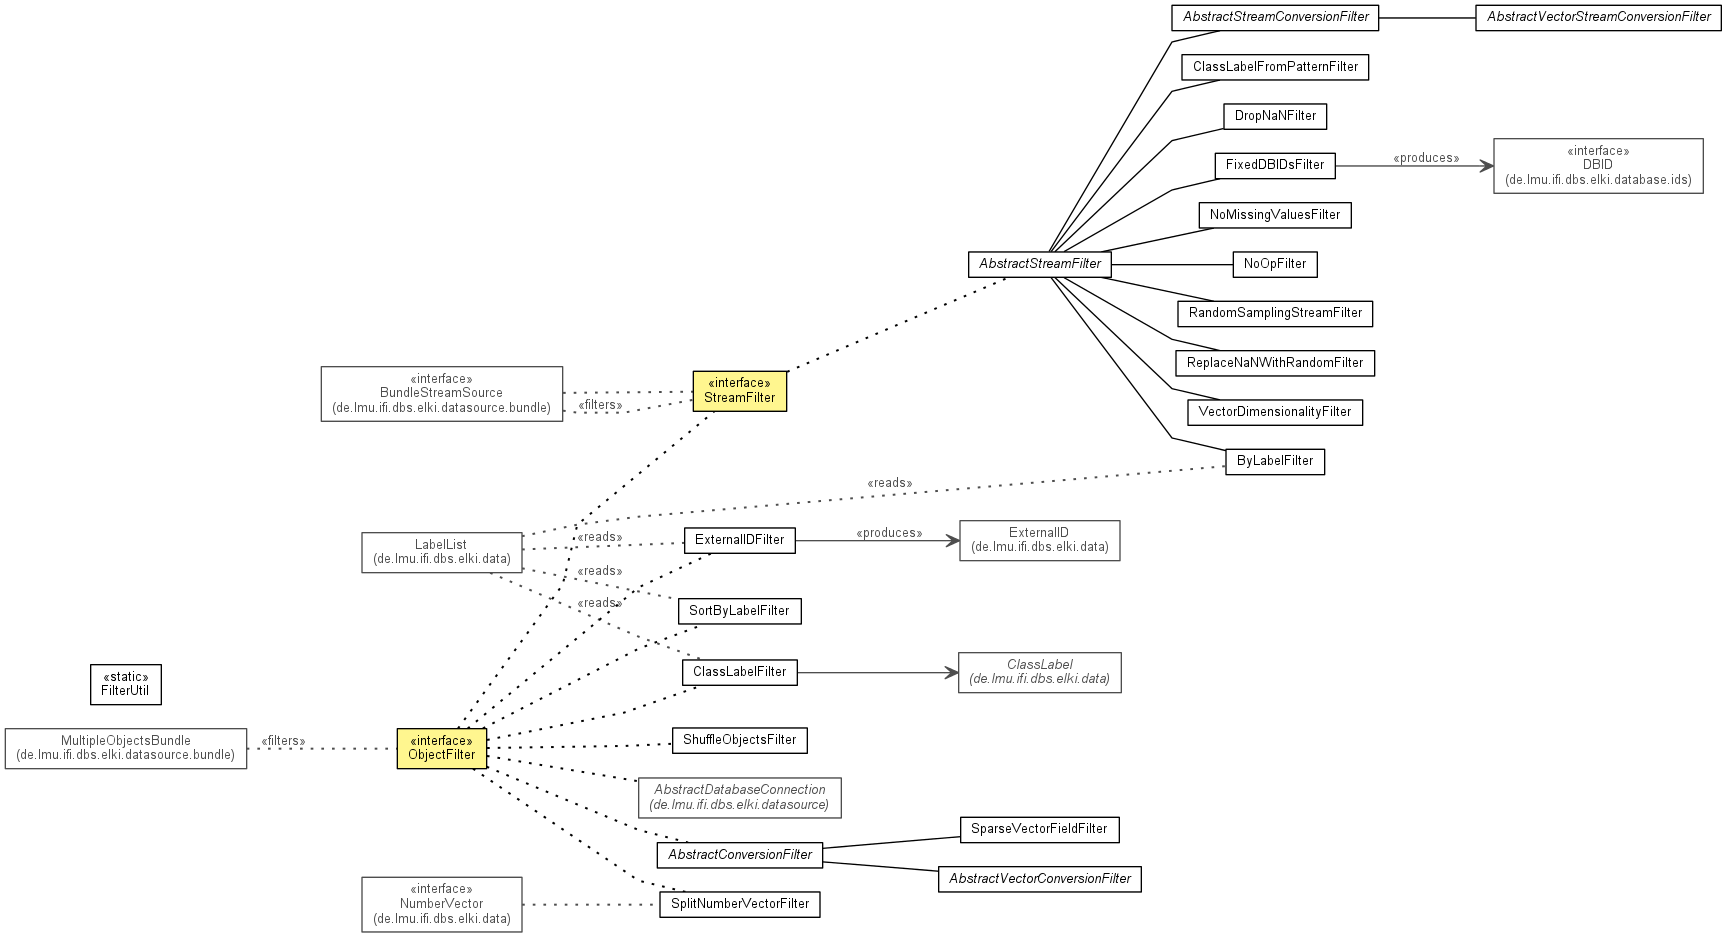 AbstractStreamConversionFilter
AbstractVectorStreamConversionFilter
ClassLabelFromPatternFilter
DropNaNFilter
FixedDBIDsFilter
«produces»
«interface»
DBID
(de.lmu.ifi.dbs.elki.database.ids)
NoMissingValuesFilter
AbstractStreamFilter
NoOpFilter
RandomSamplingStreamFilter
ReplaceNaNWithRandomFilter
«interface»
BundleStreamSource
(de.lmu.ifi.dbs.elki.datasource.bundle)
«filters»
«interface»
StreamFilter
VectorDimensionalityFilter
ByLabelFilter
«reads»
LabelList
(de.lmu.ifi.dbs.elki.data)
«reads»
ExternalIDFilter
«produces»
ExternalID
(de.lmu.ifi.dbs.elki.data)
«reads»
«reads»
SortByLabelFilter
ClassLabelFilter
ClassLabel
(de.lmu.ifi.dbs.elki.data)
«static»
FilterUtil
MultipleObjectsBundle
(de.lmu.ifi.dbs.elki.datasource.bundle)
«filters»
«interface»
ObjectFilter
ShuffleObjectsFilter
AbstractDatabaseConnection
(de.lmu.ifi.dbs.elki.datasource)
SparseVectorFieldFilter
AbstractConversionFilter
AbstractVectorConversionFilter
«interface»
NumberVector
(de.lmu.ifi.dbs.elki.data)
SplitNumberVectorFilter